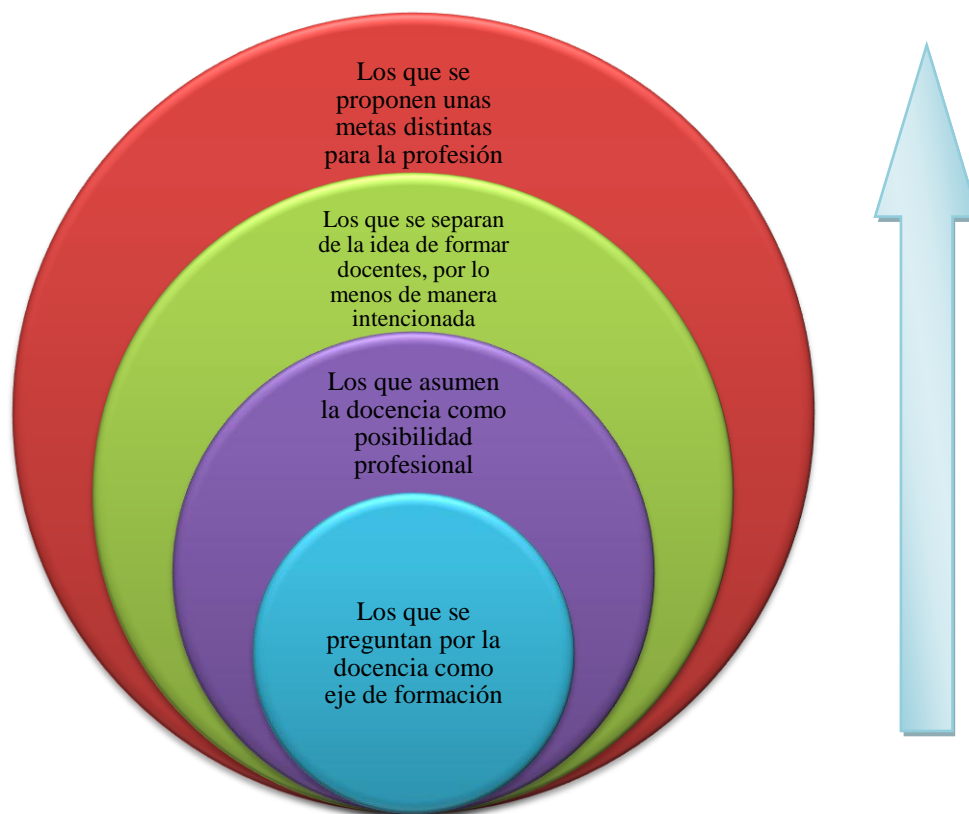 Los que se
proponen unas
metas distintas
para la profesión
Los que se separan
de la idea de formar
docentes, por lo
menos de manera
intencionada
Los que asumen
la docencia como
posibilidad
profesional
Los que se
preguntan por la
docencia como
eje de formación